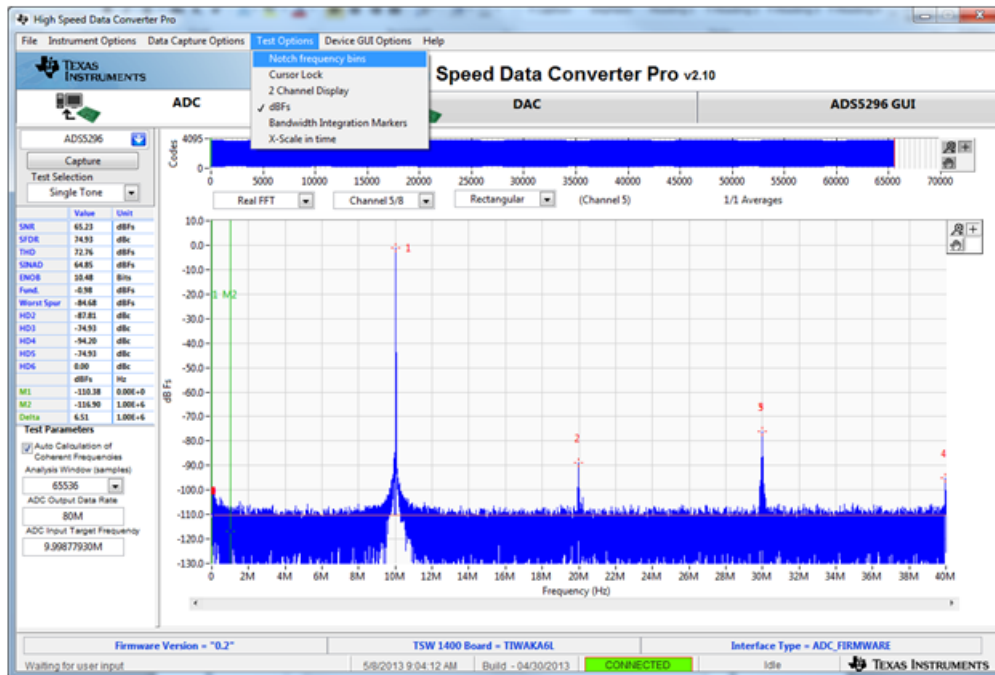 High Speed Data Converter Pro
File Instrument Options Data Capture Options Test Options Device GUI Options Help
Notch frequency bins
Cursor Lock
2 Channel Display
✓ dBFs
Bandwidth Integration Markers
X-Scale in time
TEXAS
INSTRUMENTS
Speed Data Converter Pro v2.10
ADC DAC ADS5296 GUI
ADS5296
Capture
Test Selection
Single Tone
Value Unit
SNR 65.23 dBFs
SFDR 74.93 dBc
THD 72.76 dBFs
SINAD 64.85 dBFs
ENOB 10.48 Bits
Fund. -0.98 dBFs
Worst Spur -84.68 dBFs
HD2 -87.81 dBc
HD3 -74.93 dBc
HD4 -94.20 dBc
HD5 -74.93 dBc
HD6 0.00 dBc
dBFs Hz
M1 -110.38 0.00E+0
M2 -116.90 1.00E+6
Delta 6.51 1.00E+6
Test Parameters
Auto Calculation of
Coherent Frequencies
Analysis Window (samples)
65536
ADC Output Data Rate
80M
ADC Input Target Frequency
9.99877930M
Codes
4095
0
0 5000 10000 15000 20000 25000 30000 35000 40000 45000 50000 55000 60000 65000 70000
Real FFT Channel 5/8 Rectangular (Channel 5) 1/1 Averages
dB Fs
10.0
0.0
-10.0
-20.0
-30.0
-40.0
-50.0
-60.0
-70.0
-80.0
-90.0
-100.0
-110.0
-120.0
-130.0
1
1 M2
2
4
0 2M 4M 6M 8M 10M 12M 14M 16M 18M 20M 22M 24M 26M 28M 30M 32M 34M 36M 38M 40M
Frequency (Hz)
Firmware Version = "0.2" TSW 1400 Board = TIWAKA6L Interface Type = ADC_FIRMWARE
Waiting for user input 5/8/2013 9:04:12 AM Build - 04/30/2013 CONNECTED Idle TEXAS INSTRUMENTS